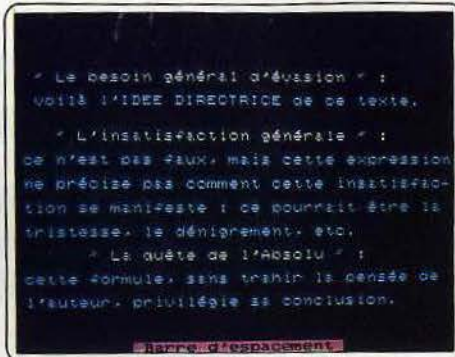 " Le besoin général d'évasion " :
voilà l'IDEE DIRECTRICE de ce texte.
" L'insatisfaction générale " :
ce n'est pas faux, mais cette expression
ne précise pas comment cette insatisfac-
tion se manifeste : ce pourrait être la
tristesse, le dénigrement, etc.
" La quête de l'Absolu " :
cette formule, sans trahir la pensée de
l'auteur, privilégie sa conclusion.
Barre d'espacement